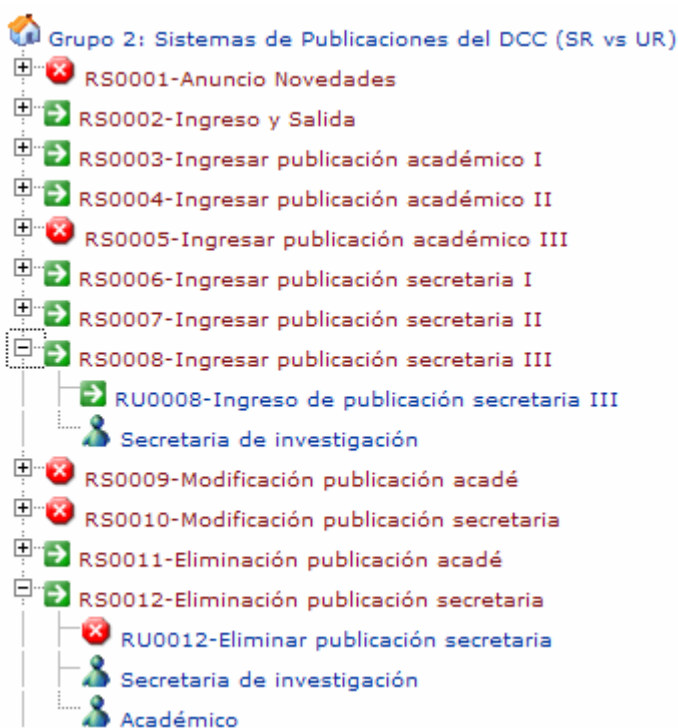 Grupo 2: Sistemas de Publicaciones del DCC (SR vs UR)
RS0001-Anuncio Novedades
RS0002-Ingreso y Salida
RS0003-Ingresar publicación académico I
RS0004-Ingresar publicación académico II
RS0005-Ingresar publicación académico III
RS0006-Ingresar publicación secretaria I
RS0007-Ingresar publicación secretaria II
RS0008-Ingresar publicación secretaria III
RU0008-Ingreso de publicación secretaria III
Secretaria de investigación
RS0009-Modificación publicación acadé
RS0010-Modificación publicación secretaria
RS0011-Eliminación publicación acadé
RS0012-Eliminación publicación secretaria
RU0012-Eliminar publicación secretaria
Secretaria de investigación
Académico